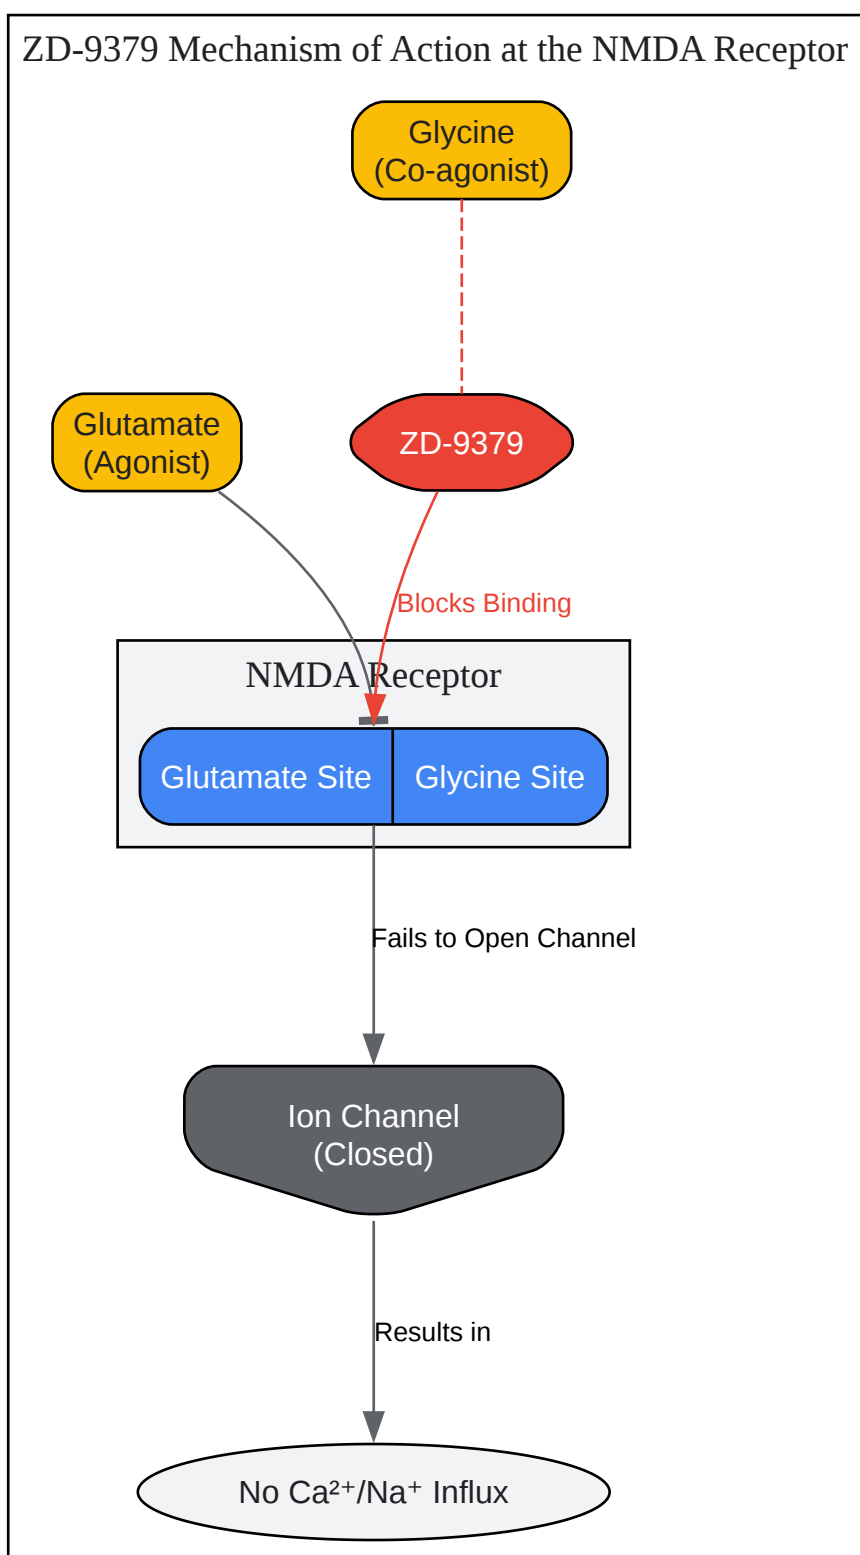 ZD-9379 Mechanism of Action at the NMDA Receptor
Glycine
(Co-agonist)
Glutamate
(Agonist)
ZD-9379
Blocks Binding
NMDA Receptor
Glutamate Site
Glycine Site
Fails to Open Channel
Ion Channel
(Closed)
Results in
No Ca²⁺/Na⁺ Influx